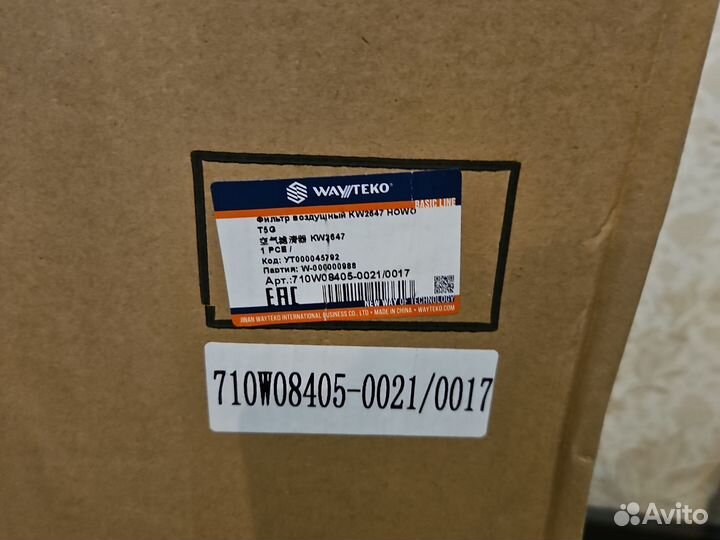 WAYTEKO
BASIC LINE
Фильтр воздушный KW2647 HOWO
T5G
空气滤清器 KW2647
1 PCE /
Код: УТ000045792
Партия: W-000000988
Арт.:710W08405-0021/0017
EAC
NEW WAY OF TECHNOLOGY
JINAN WAYTEKO INTERNATIONAL BUSINESS CO., LTD • MADE IN CHINA • WAYTEKO.COM
710W08405-0021/0017
Avito